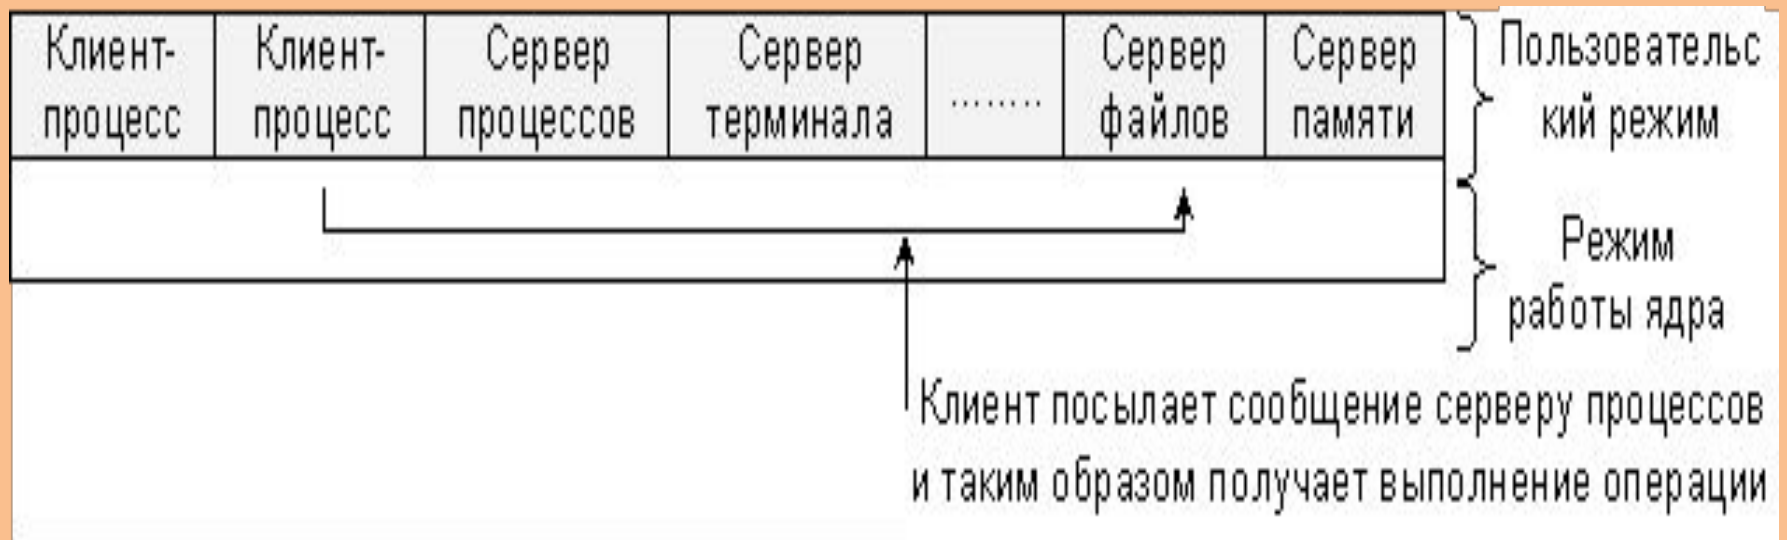 Клиент-
процесс
Клиент-
процесс
Сервер
процессов
Сервер
терминала
.........
Сервер
файлов
Сервер
памяти
Пользовательс
кий режим
Режим
работы ядра
Клиент посылает сообщение серверу процессов
и таким образом получает выполнение операции